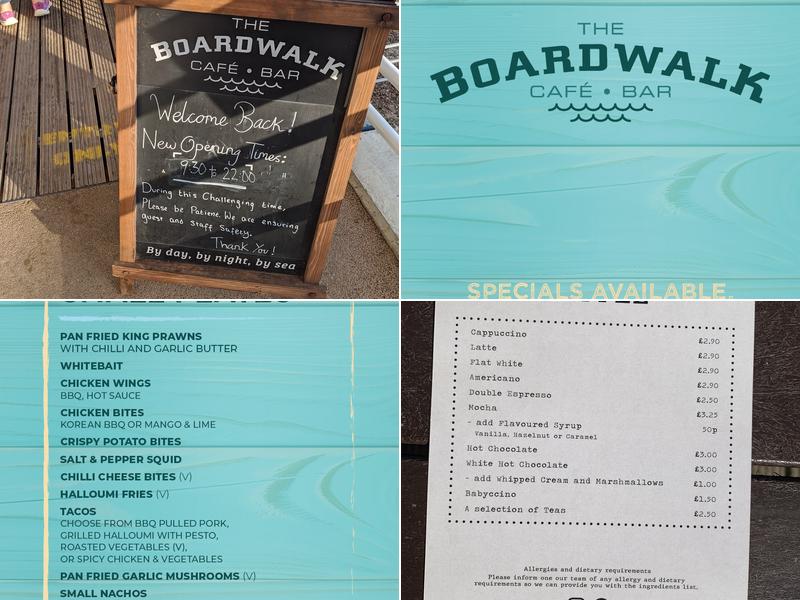 THE
BOARDWALK
CAFÉ • BAR
Welcome Back!
New Opening Times:
9:30 to 22:00
During this Challenging time,
Please be Patient. We are ensuring
guest and staff Safety.
Thank You!
By day, by night, by sea
THE
BOARDWALK
CAFÉ • BAR
SPECIALS AVAILABLE.
PAN FRIED KING PRAWNS
WITH CHILLI AND GARLIC BUTTER
WHITEBAIT
CHICKEN WINGS
BBQ, HOT SAUCE
CHICKEN BITES
KOREAN BBQ OR MANGO & LIME
CRISPY POTATO BITES
SALT & PEPPER SQUID
CHILLI CHEESE BITES (V)
HALLOUMI FRIES (V)
TACOS
CHOOSE FROM BBQ PULLED PORK,
GRILLED HALLOUMI WITH PESTO,
ROASTED VEGETABLES (V),
OR SPICY CHICKEN & VEGETABLES
PAN FRIED GARLIC MUSHROOMS (V)
SMALL NACHOS
Cappuccino £2.90
Latte £2.90
Flat White £2.90
Americano £2.90
Double Espresso £2.50
Mocha £3.25
- add Flavoured Syrup 50p
Vanilla, Hazelnut or Caramel
Hot Chocolate £3.00
White Hot Chocolate £3.00
- add Whipped Cream and Marshmallows £1.00
Babyccino £1.50
A selection of Teas £2.50
Allergies and dietary requirements
Please inform one our team of any allergy and dietary
requirements so we can provide you with the ingredients list.